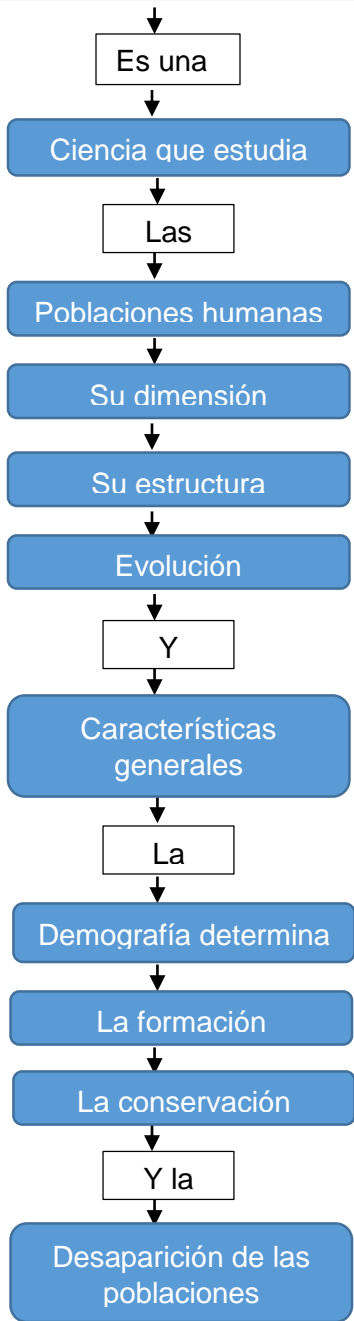 Es una
Ciencia que estudia
Las
Poblaciones humanas
Su dimensión
Su estructura
Evolución
Y
Características
generales
La
Demografía determina
La formación
La conservación
Y la
Desaparición de las
poblaciones